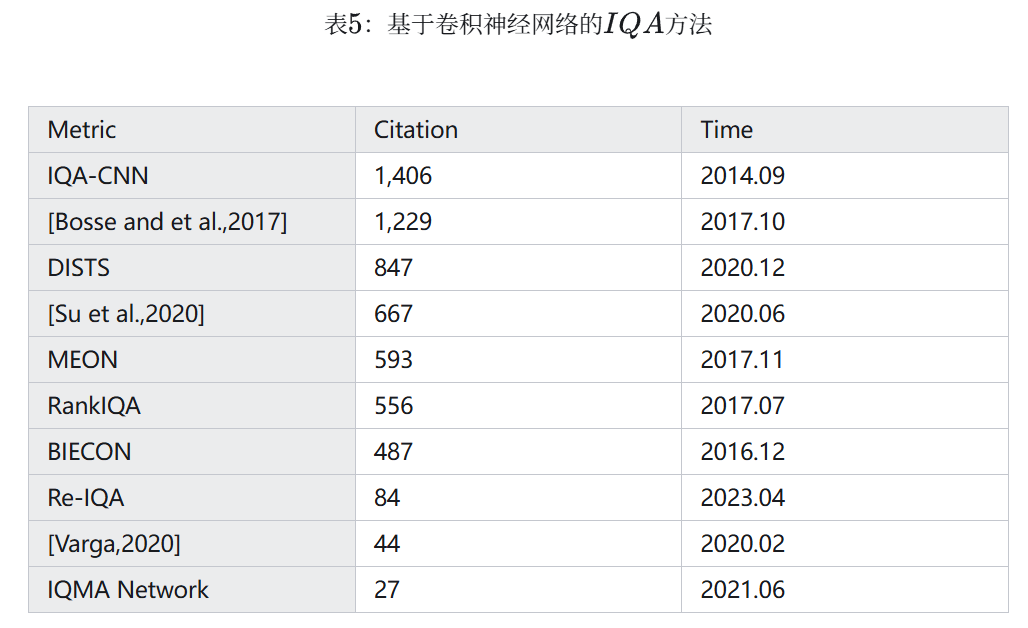 表5：基于卷积神经网络的IQA方法
Metric Citation Time
IQA-CNN 1,406 2014.09
[Bosse and et al.,2017] 1,229 2017.10
DISTS 847 2020.12
[Su et al.,2020] 667 2020.06
MEON 593 2017.11
RankIQA 556 2017.07
BIECON 487 2016.12
Re-IQA 84 2023.04
[Varga,2020] 44 2020.02
IQMA Network 27 2021.06